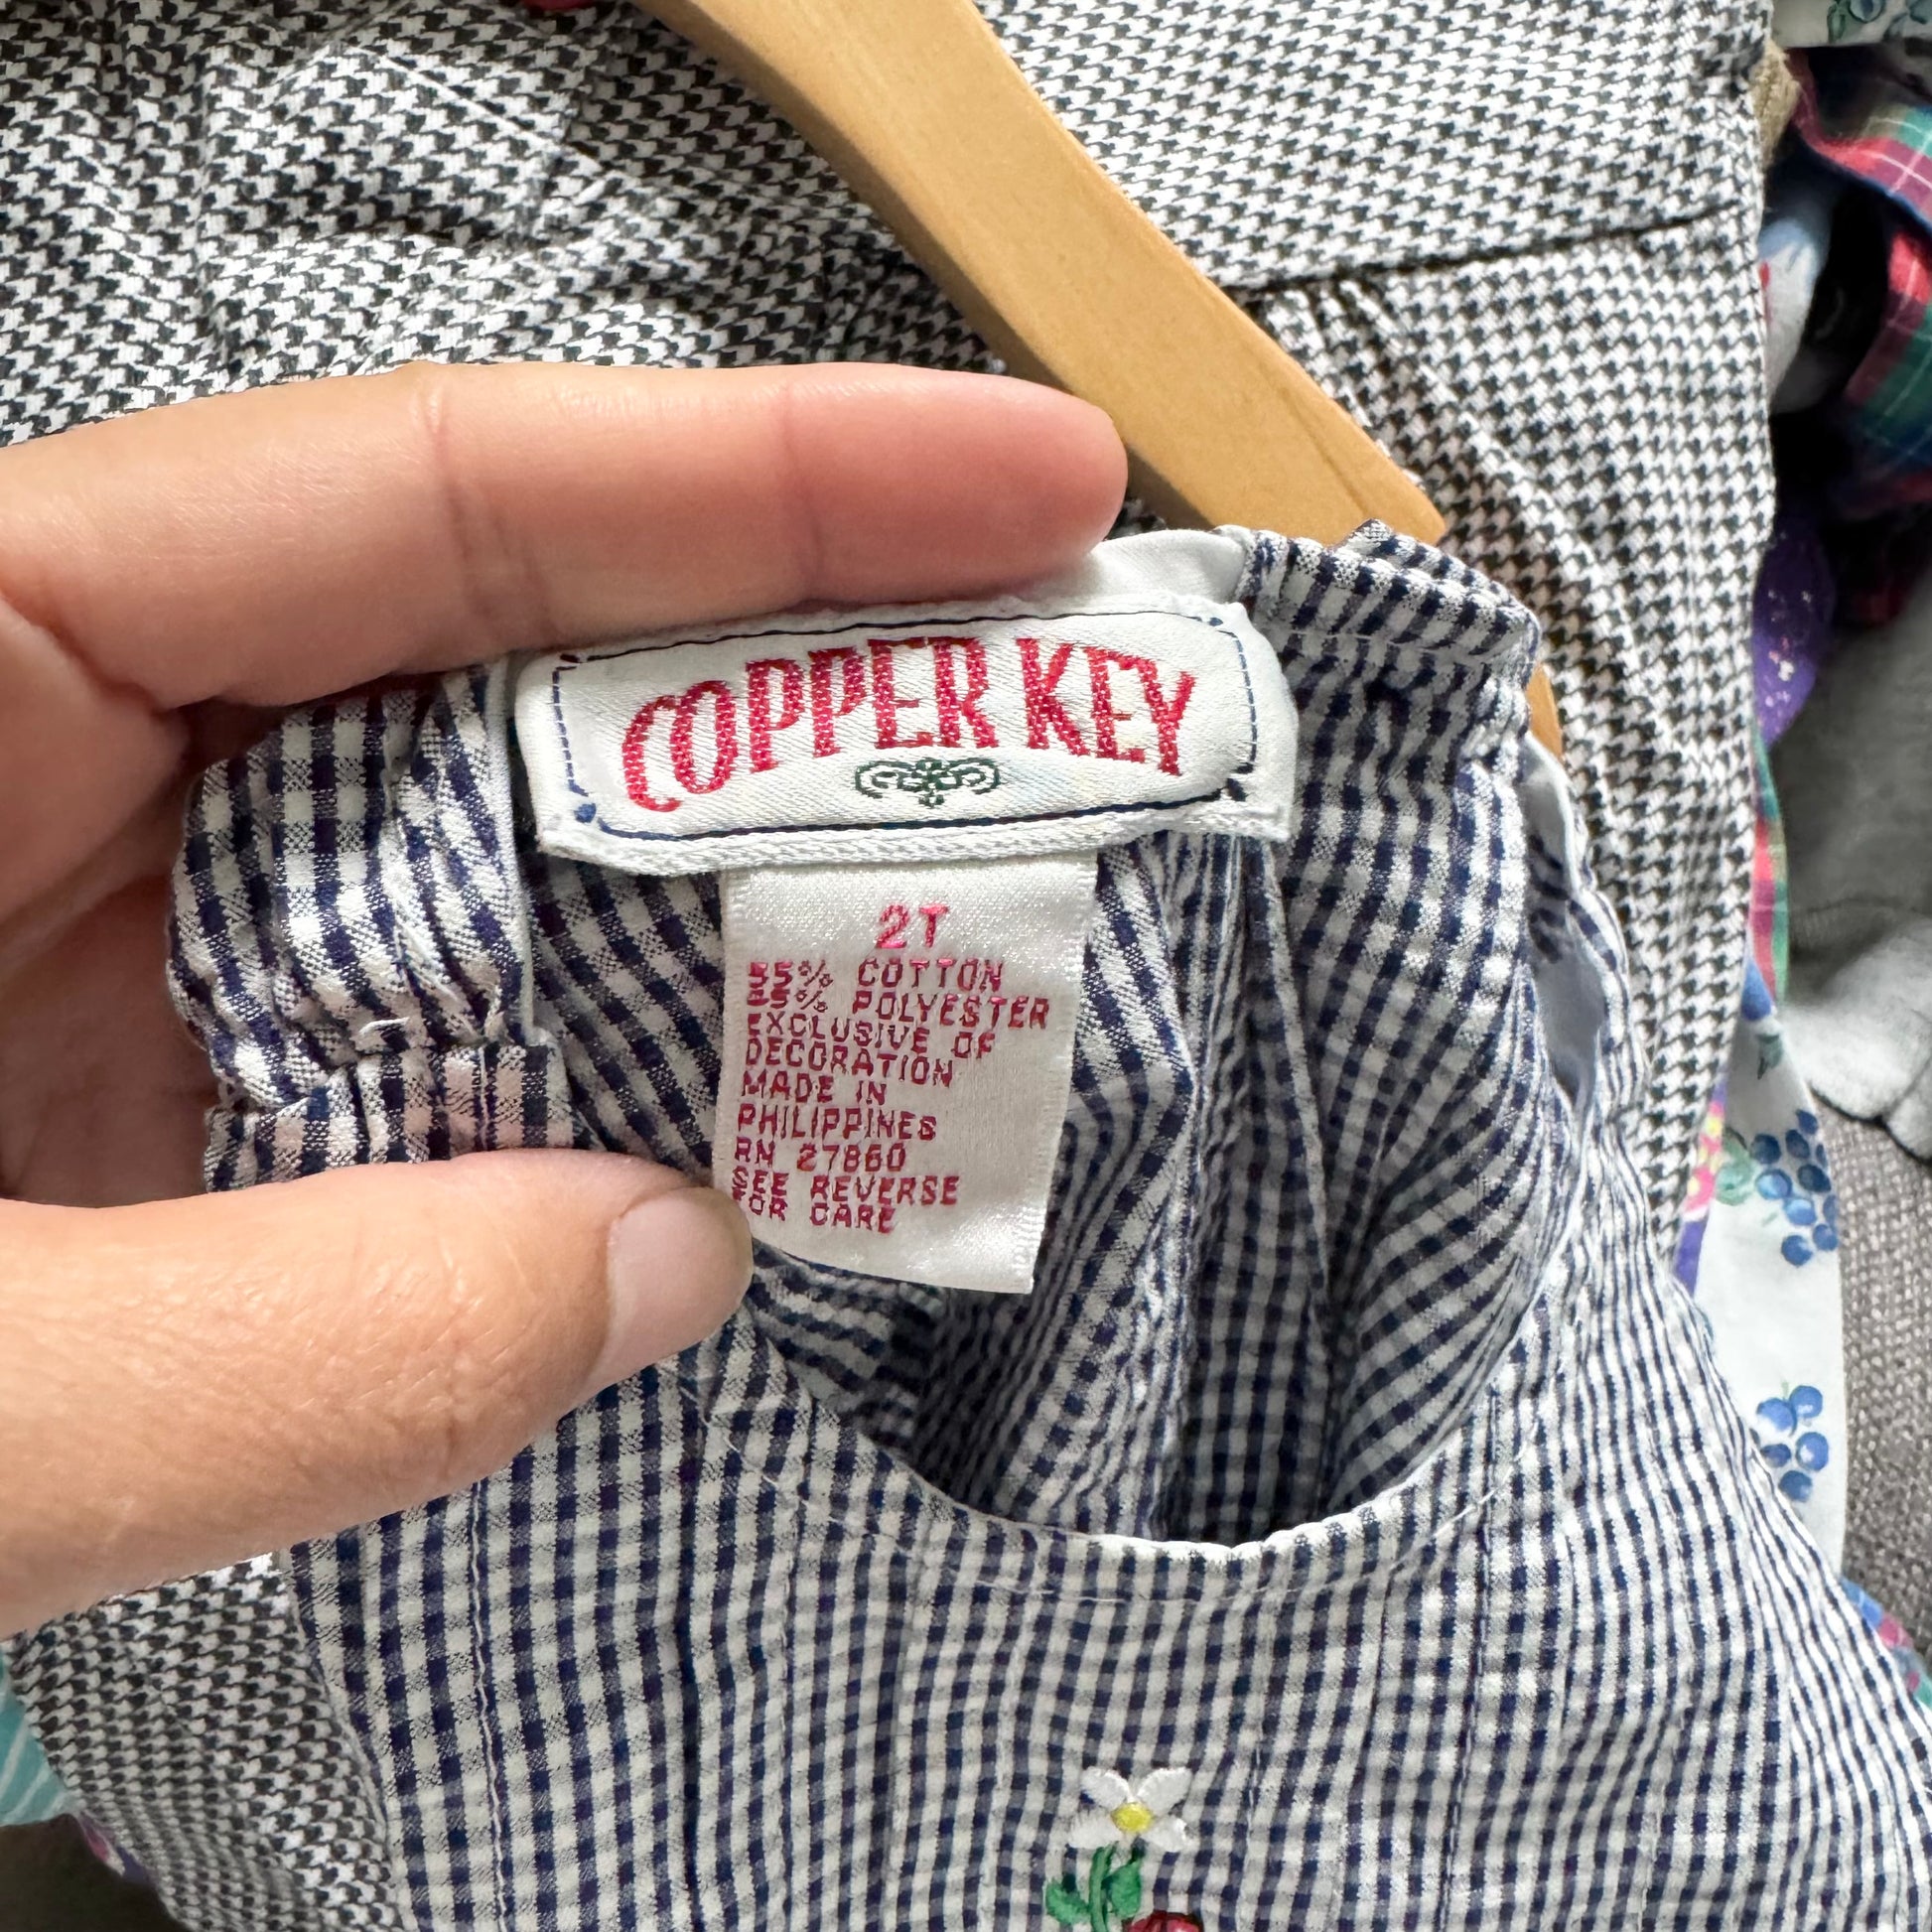 COPPER KEY
2T
COTTON
POLYESTER
EXCLUSIVE OF
DECORATION
MADE IN
PHILIPPINES
RN 27860
SEE REVERSE
FOR CARE